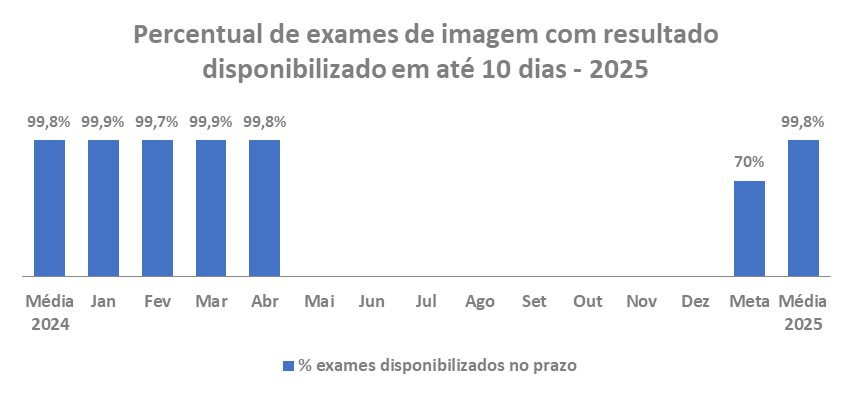 Percentual de exames de imagem com resultado
disponibilizado em até 10 dias - 2025
99,8% 99,9% 99,7% 99,9% 99,8% 70% 99,8%
Média 2024 Jan Fev Mar Abr Mai Jun Jul Ago Set Out Nov Dez Meta Média 2025
% exames disponibilizados no prazo